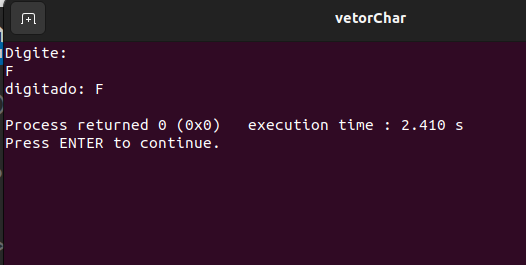 vetorChar
Digite:
F
digitado: F
Process returned 0 (0x0)   execution time : 2.410 s
Press ENTER to continue.